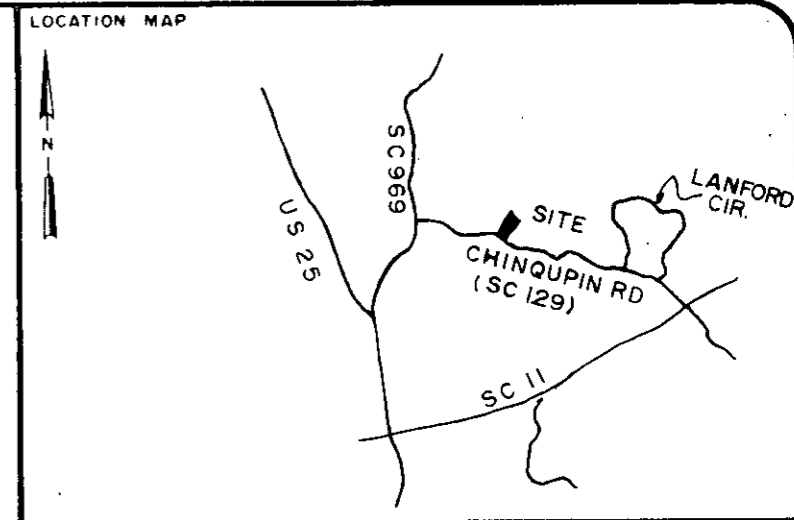 LOCATION MAP
N
SC 969
US 25
SITE
LANFORD
CIR.
CHINQUPIN RD
(SC 129)
SC 11